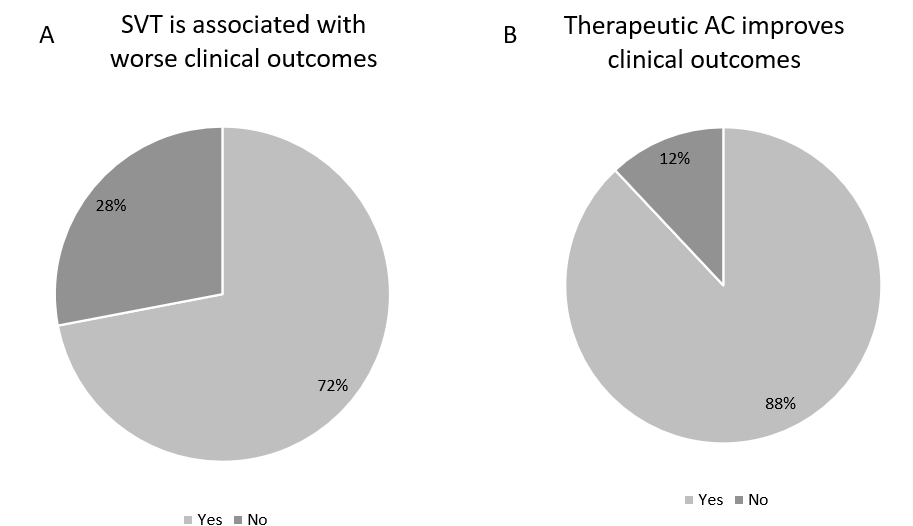 A
SVT is associated with
worse clinical outcomes
28%
72%
Yes No
B
Therapeutic AC improves
clinical outcomes
12%
88%
Yes No